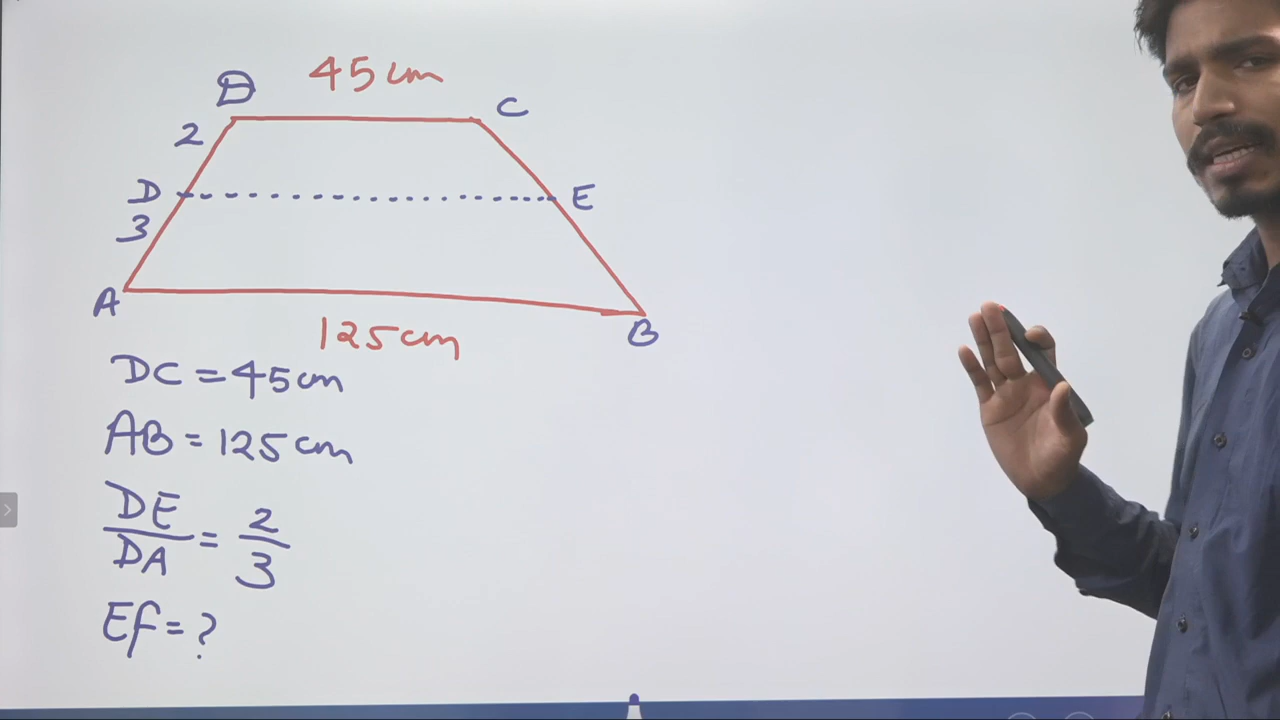 45 cm
D C
2
D E
3
A
125 cm B
DC = 45 cm
AB = 125 cm
DE/DA = 2/3
Ef = ?